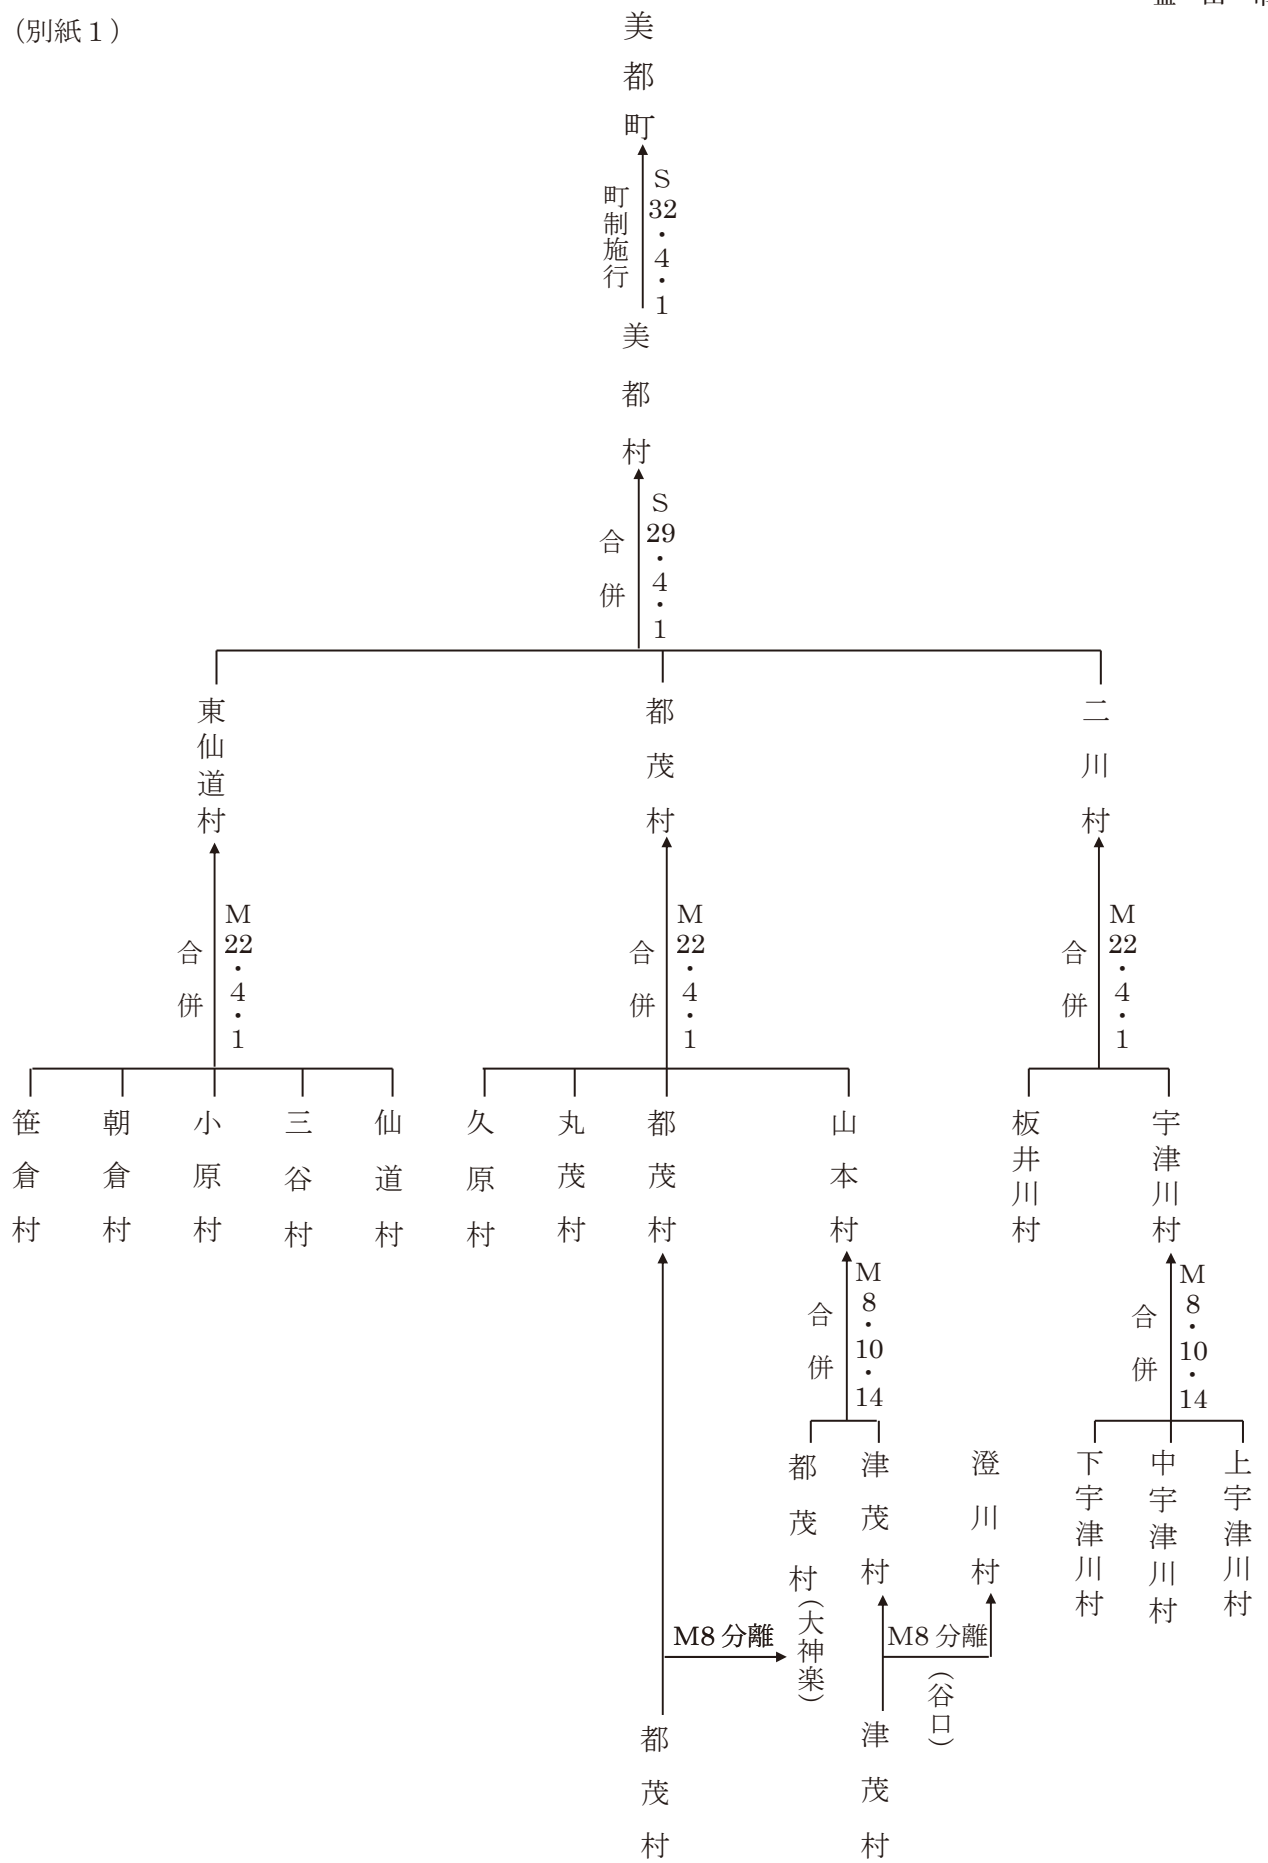 (別紙1)
美都町
町制施行
S32・4・1
美都村
合併
S29・4・1
東仙道村
都茂村
二川村
合併
M22・4・1
合併
M22・4・1
合併
M22・4・1
笹倉村
朝倉村
小原村
三谷村
仙道村
久原村
丸茂村
都茂村
山本村
板井川村
宇津川村
合併
M8・10・14
合併
M8・10・14
都茂村(大神楽)
津茂村
澄川村
下宇津川村
中宇津川村
上宇津川村
M8分離
M8分離
(谷口)
都茂村
津茂村